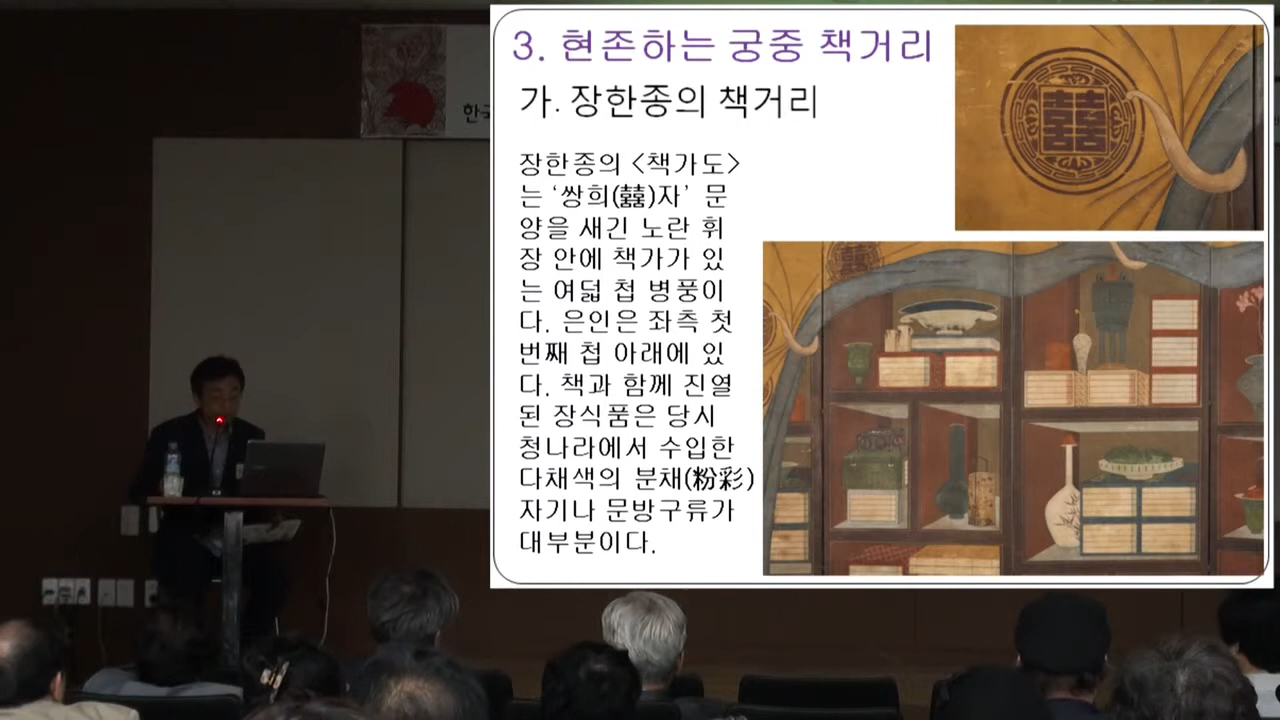 한국
3. 현존하는 궁중 책거리
가. 장한종의 책거리
장한종의 <책가도>
는 ‘쌍희(囍)자’ 문
양을 새긴 노란 휘
장 안에 책가가 있
는 여덟 첩 병풍이
다. 은인은 좌측 첫
번째 첩 아래에 있
다. 책과 함께 진열
된 장식품은 당시
청나라에서 수입한
다채색의 분채(粉彩)
자기나 문방구류가
대부분이다.
囍